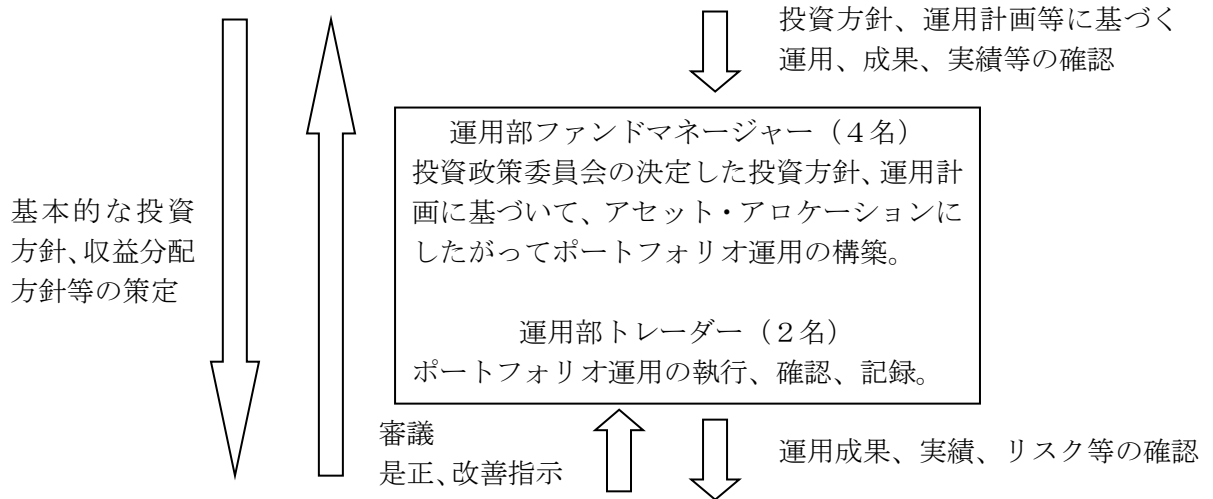 投資方針、運用計画等に基づく
運用、成果、実績等の確認
運用部ファンドマネージャー（４名）
投資政策委員会の決定した投資方針、運用計
画に基づいて、アセット・アロケーションに
したがってポートフォリオ運用の構築。
基本的な投資
方針、収益分配
方針等の策定
運用部トレーダー（２名）
ポートフォリオ運用の執行、確認、記録。
審議
是正、改善指示
運用成果、実績、リスク等の確認